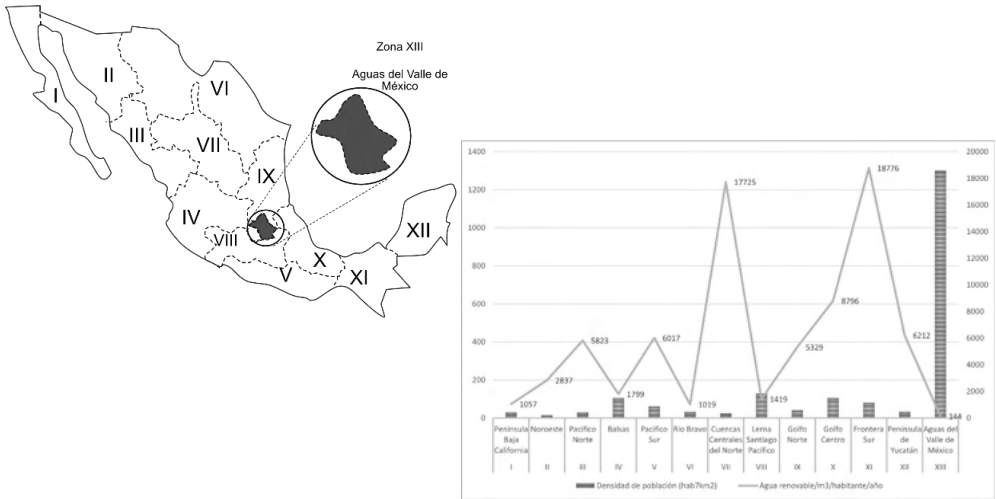 Zona XIII
Aguas del Valle de
México
I
II
III
IV
V
VI
VII
VIII
IX
X
XI
XII
1400
1200
1000
800
600
400
200
0
20000
18000
16000
14000
12000
10000
8000
6000
4000
2000
0
1057
2837
5823
1799
6017
1019
17725
1419
5329
8796
18776
6212
144
Península Baja California
Noroeste
Pacífico Norte
Balsas
Pacífico Sur
Río Bravo
Cuencas Centrales del Norte
Lerma Santiago Pacífico
Golfo Norte
Golfo Centro
Frontera Sur
Península de Yucatán
Aguas del Valle de México
I II III IV V VI VII VIII IX X XI XII XIII
Densidad de población (hab7km2)
Agua renovable/m3/habitante/año